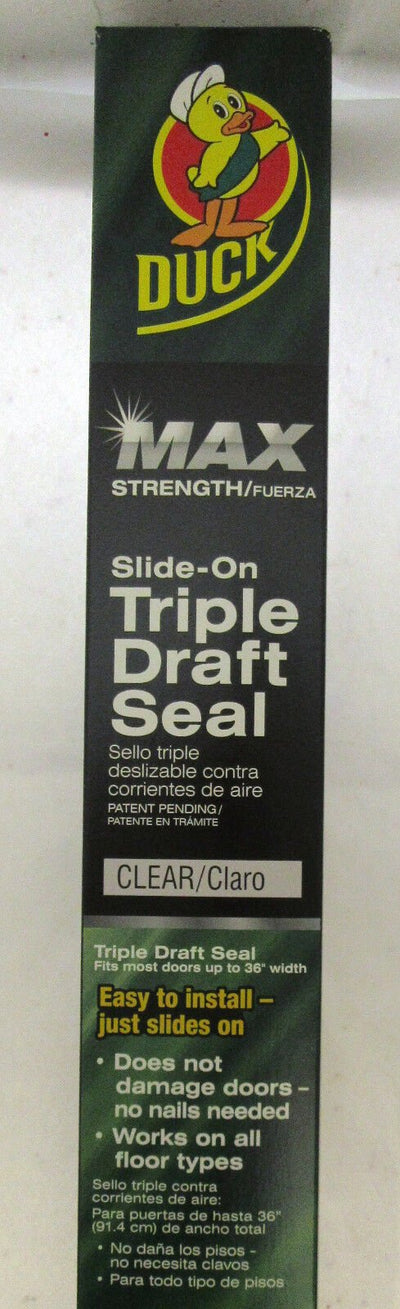 DUCK
MAX
STRENGTH/FUERZA
Slide-On
Triple
Draft
Seal
Sello triple
deslizable contra
corrientes de aire
PATENT PENDING/
PATENTE EN TRÁMITE
CLEAR/Claro
Triple Draft Seal
Fits most doors up to 36" width
Easy to install –
just slides on
• Does not
damage doors –
no nails needed
• Works on all
floor types
Sello triple contra
corrientes de aire:
Para puertas de hasta 36"
(91.4 cm) de ancho total
• No daña los pisos -
no necesita clavos
• Para todo tipo de pisos